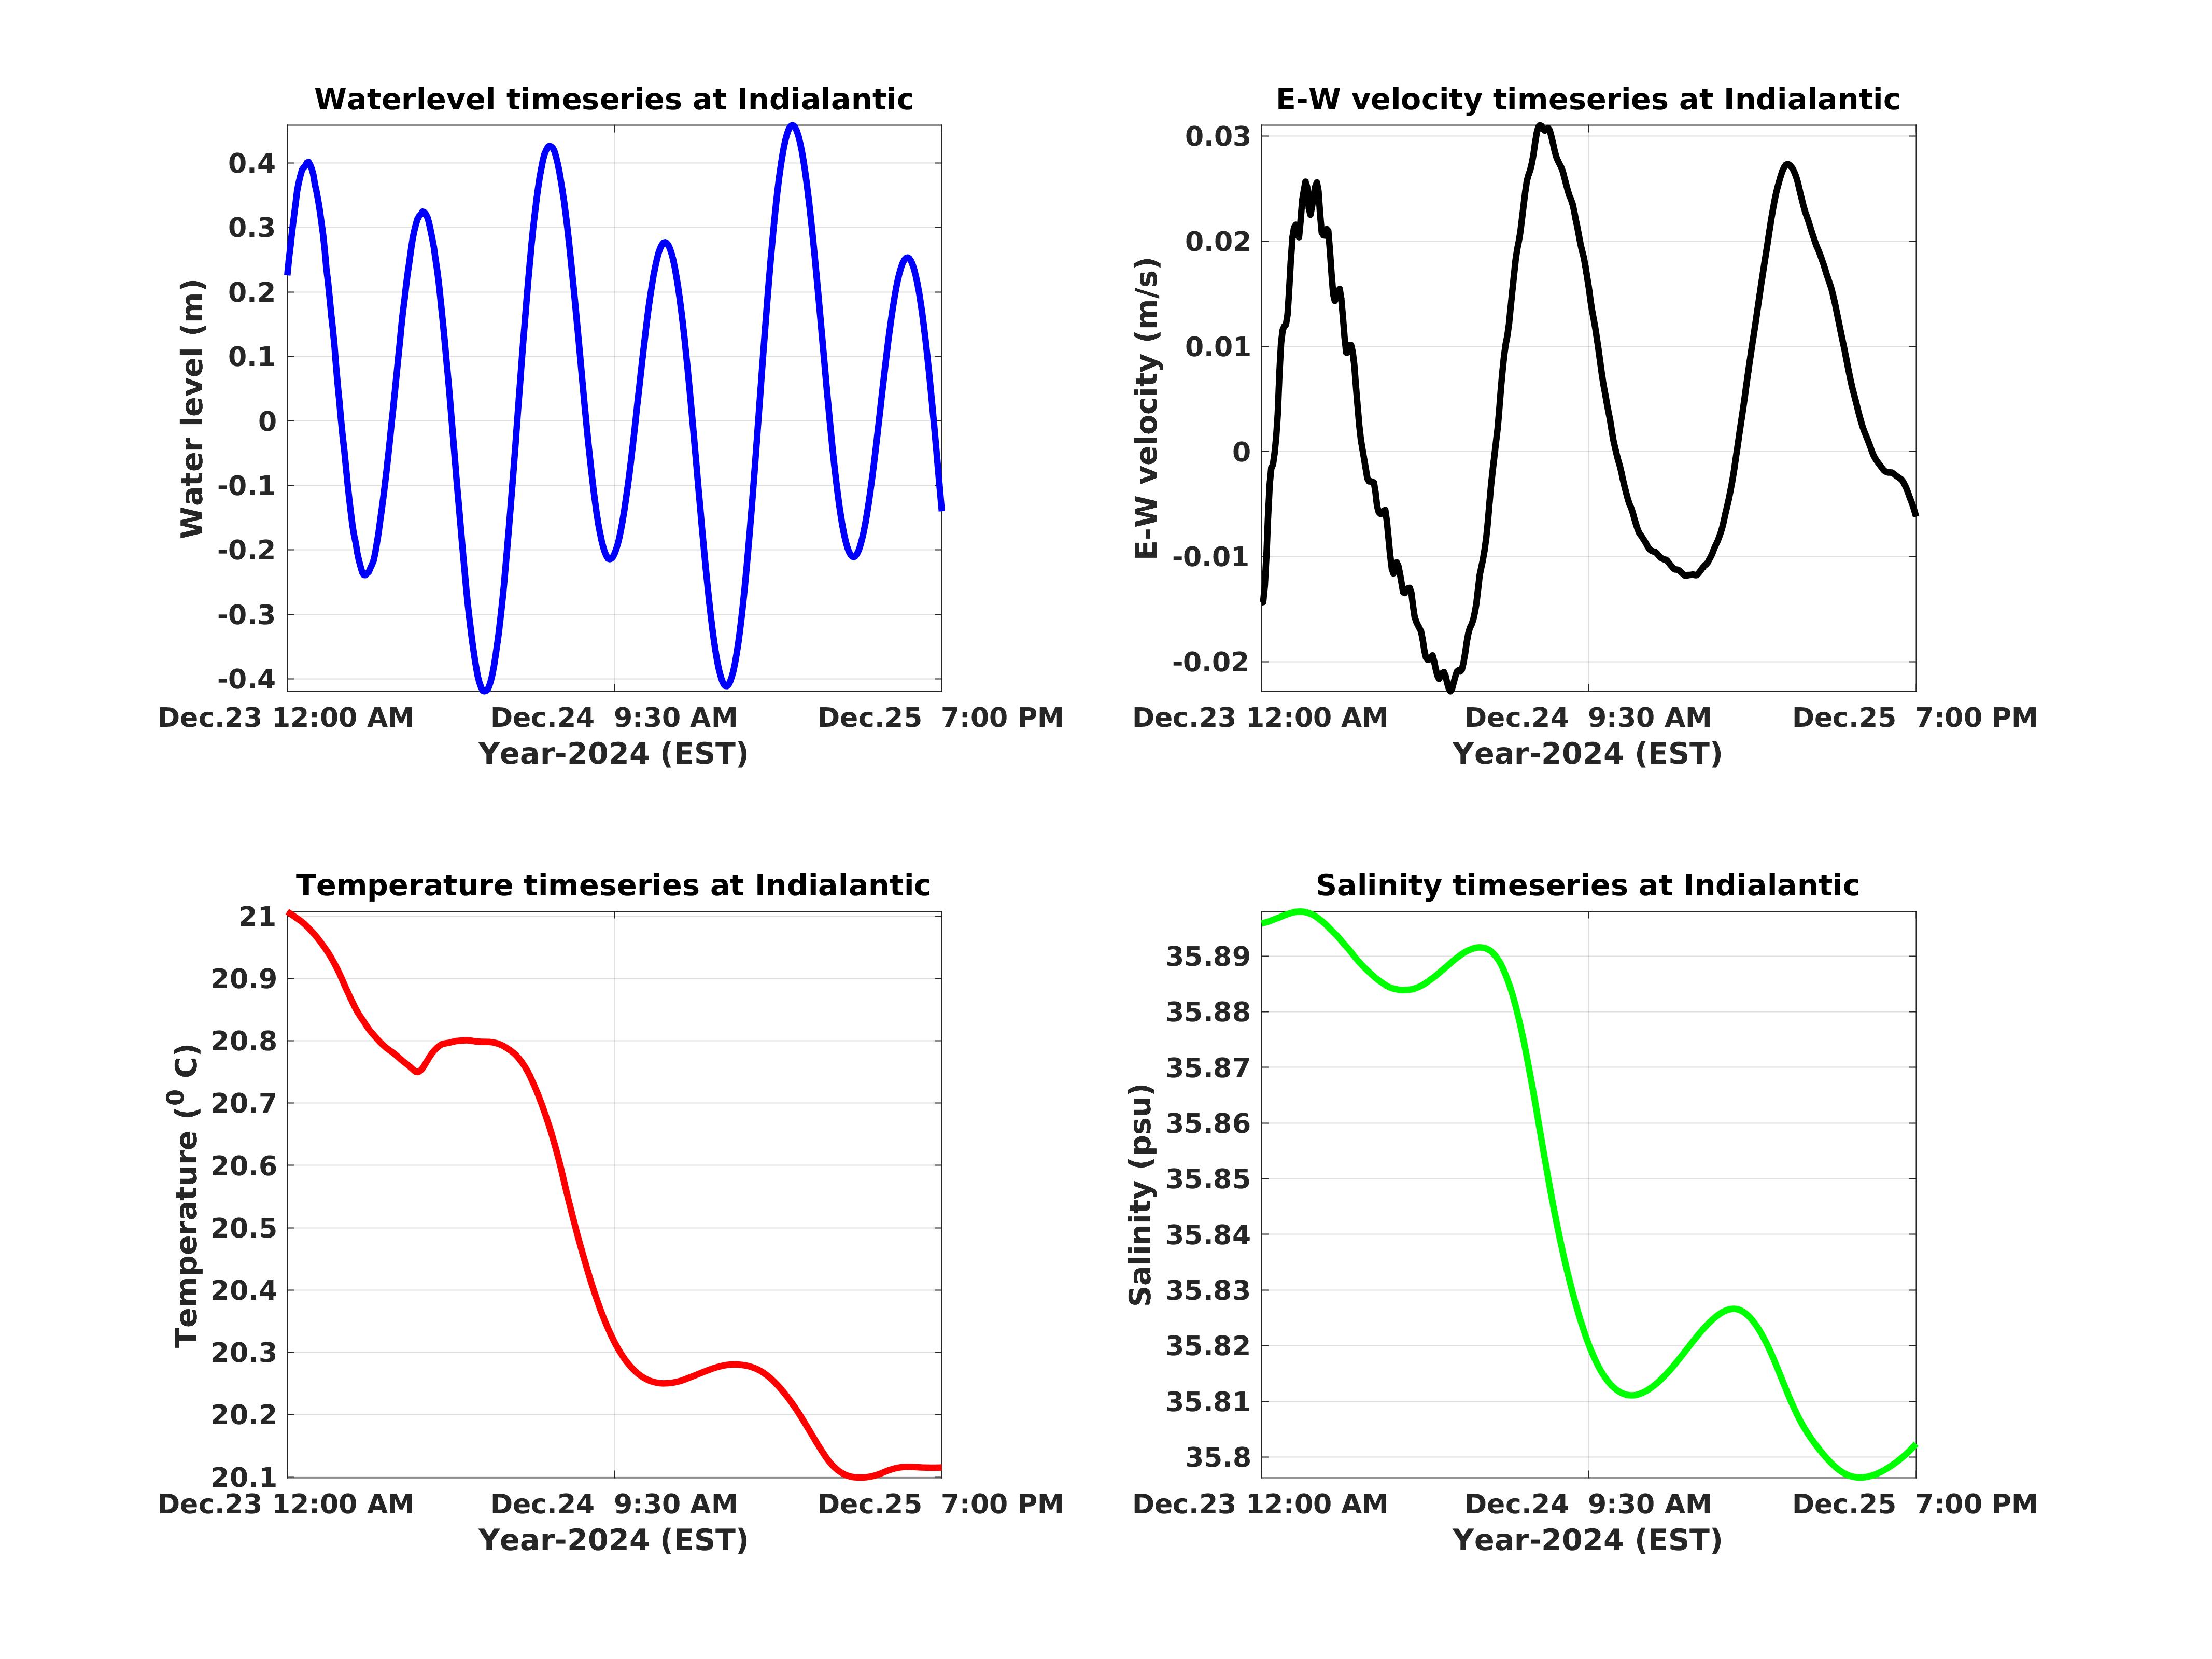 Waterlevel timeseries at Indialantic
Water level (m)
0.4
0.3
0.2
0.1
0
-0.1
-0.2
-0.3
-0.4
Dec.23 12:00 AM Dec.24 9:30 AM Dec.25 7:00 PM
Year-2024 (EST)
E-W velocity timeseries at Indialantic
E-W velocity (m/s)
0.03
0.02
0.01
0
-0.01
-0.02
Dec.23 12:00 AM Dec.24 9:30 AM Dec.25 7:00 PM
Year-2024 (EST)
Temperature timeseries at Indialantic
Temperature (⁰ C)
21
20.9
20.8
20.7
20.6
20.5
20.4
20.3
20.2
20.1
Dec.23 12:00 AM Dec.24 9:30 AM Dec.25 7:00 PM
Year-2024 (EST)
Salinity timeseries at Indialantic
Salinity (psu)
35.89
35.88
35.87
35.86
35.85
35.84
35.83
35.82
35.81
35.8
Dec.23 12:00 AM Dec.24 9:30 AM Dec.25 7:00 PM
Year-2024 (EST)